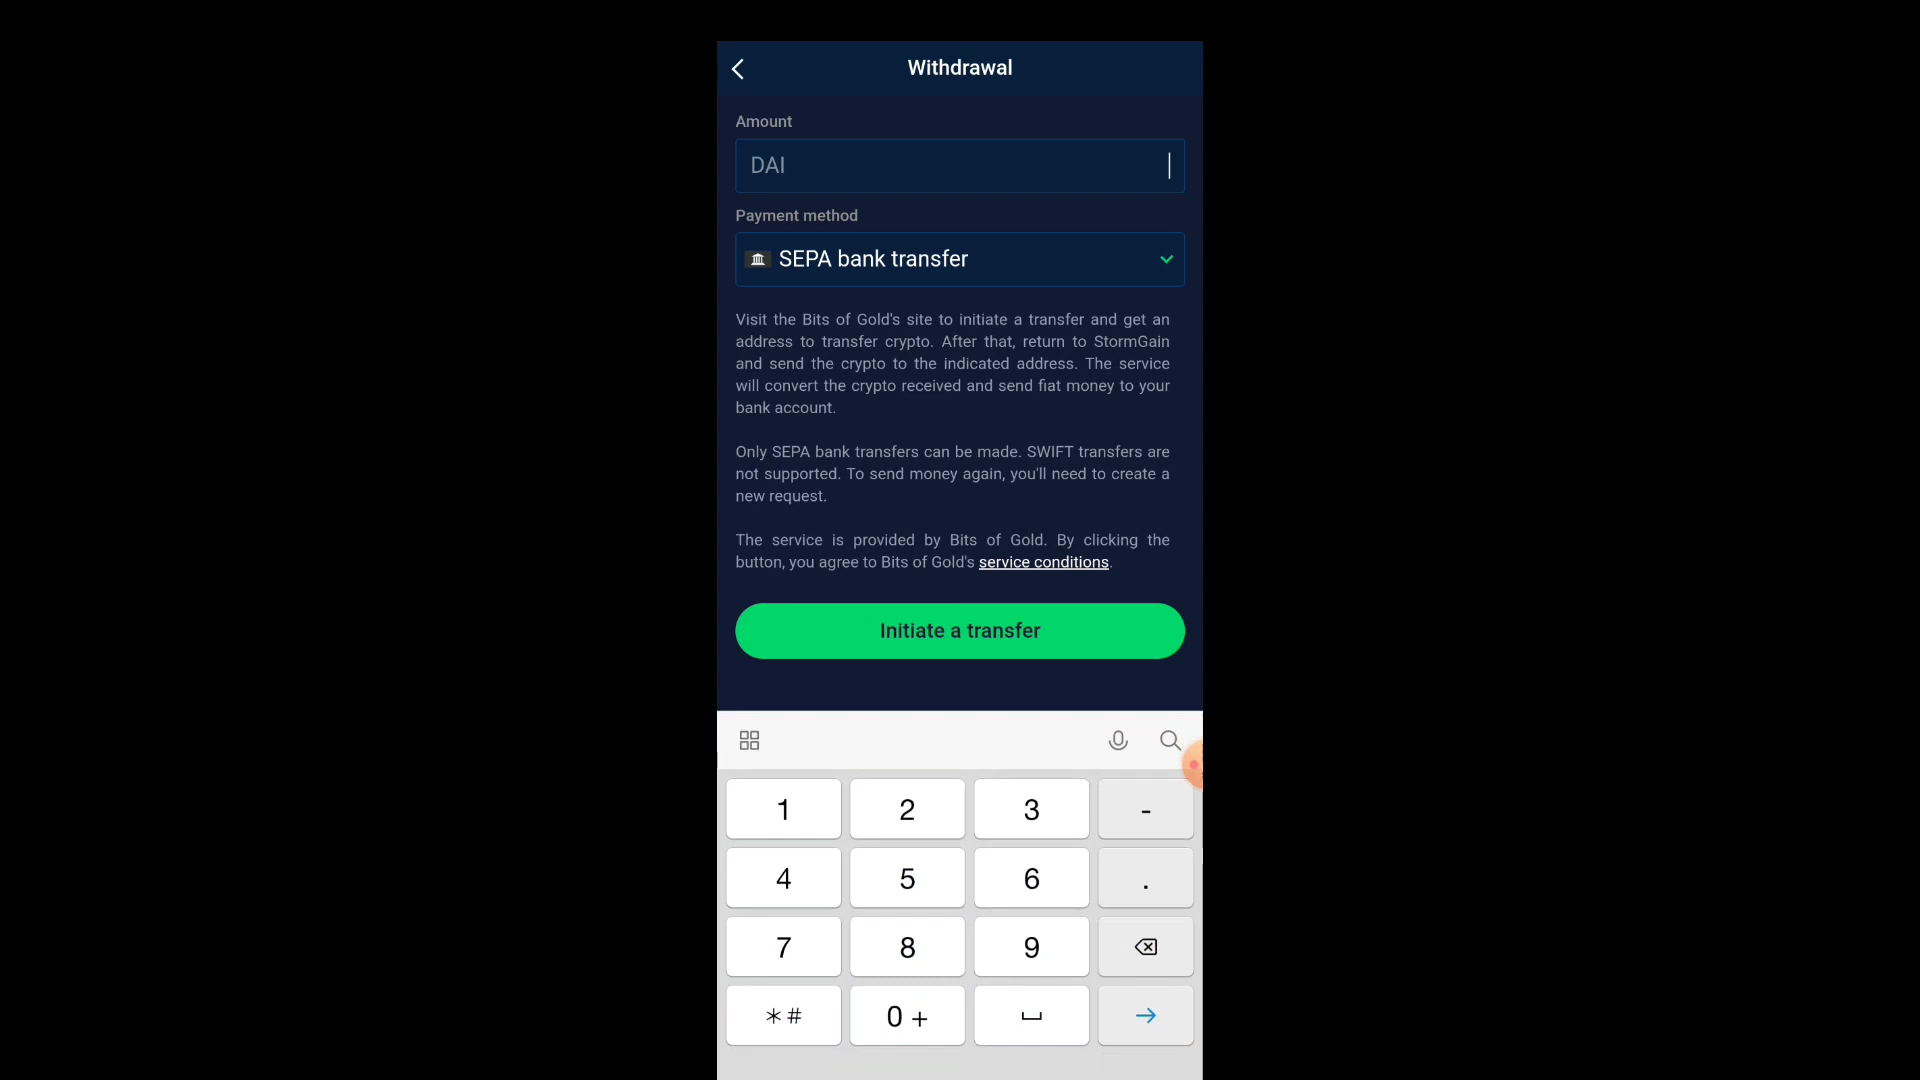 Withdrawal
Amount
DAI
Payment method
SEPA bank transfer
Visit the Bits of Gold's site to initiate a transfer and get an
address to transfer crypto. After that, return to StormGain
and send the crypto to the indicated address. The service
will convert the crypto received and send fiat money to your
bank account.
Only SEPA bank transfers can be made. SWIFT transfers are
not supported. To send money again, you'll need to create a
new request.
The service is provided by Bits of Gold. By clicking the
button, you agree to Bits of Gold's service conditions.
Initiate a transfer
1 2 3 -
4 5 6 .
7 8 9
*# 0 +